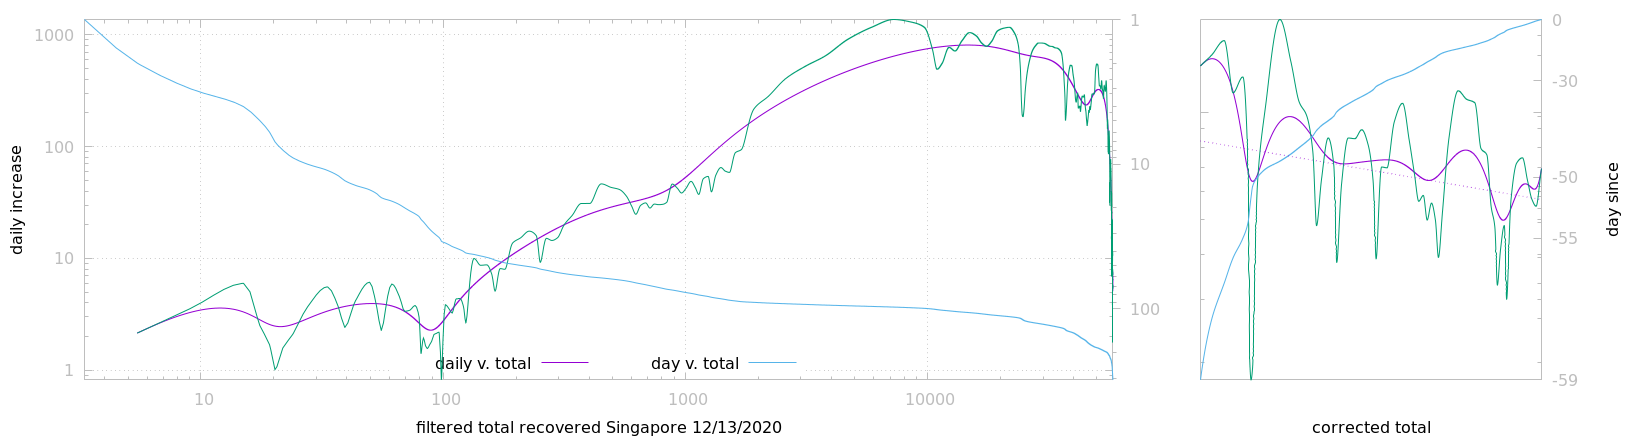 daily increase
1000
100
10
1
10
100
1000
10000
1
10
100
daily v. total
day v. total
filtered total recovered Singapore 12/13/2020
0
-30
-50
-55
-59
day since
corrected total